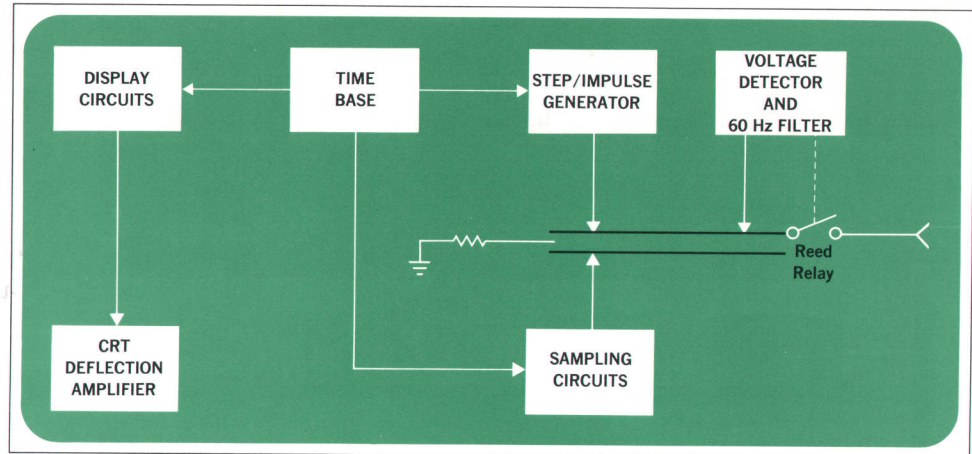 DISPLAY
CIRCUITS
TIME
BASE
STEP/IMPULSE
GENERATOR
VOLTAGE
DETECTOR
AND
60 Hz FILTER
Reed
Relay
CRT
DEFLECTION
AMPLIFIER
SAMPLING
CIRCUITS